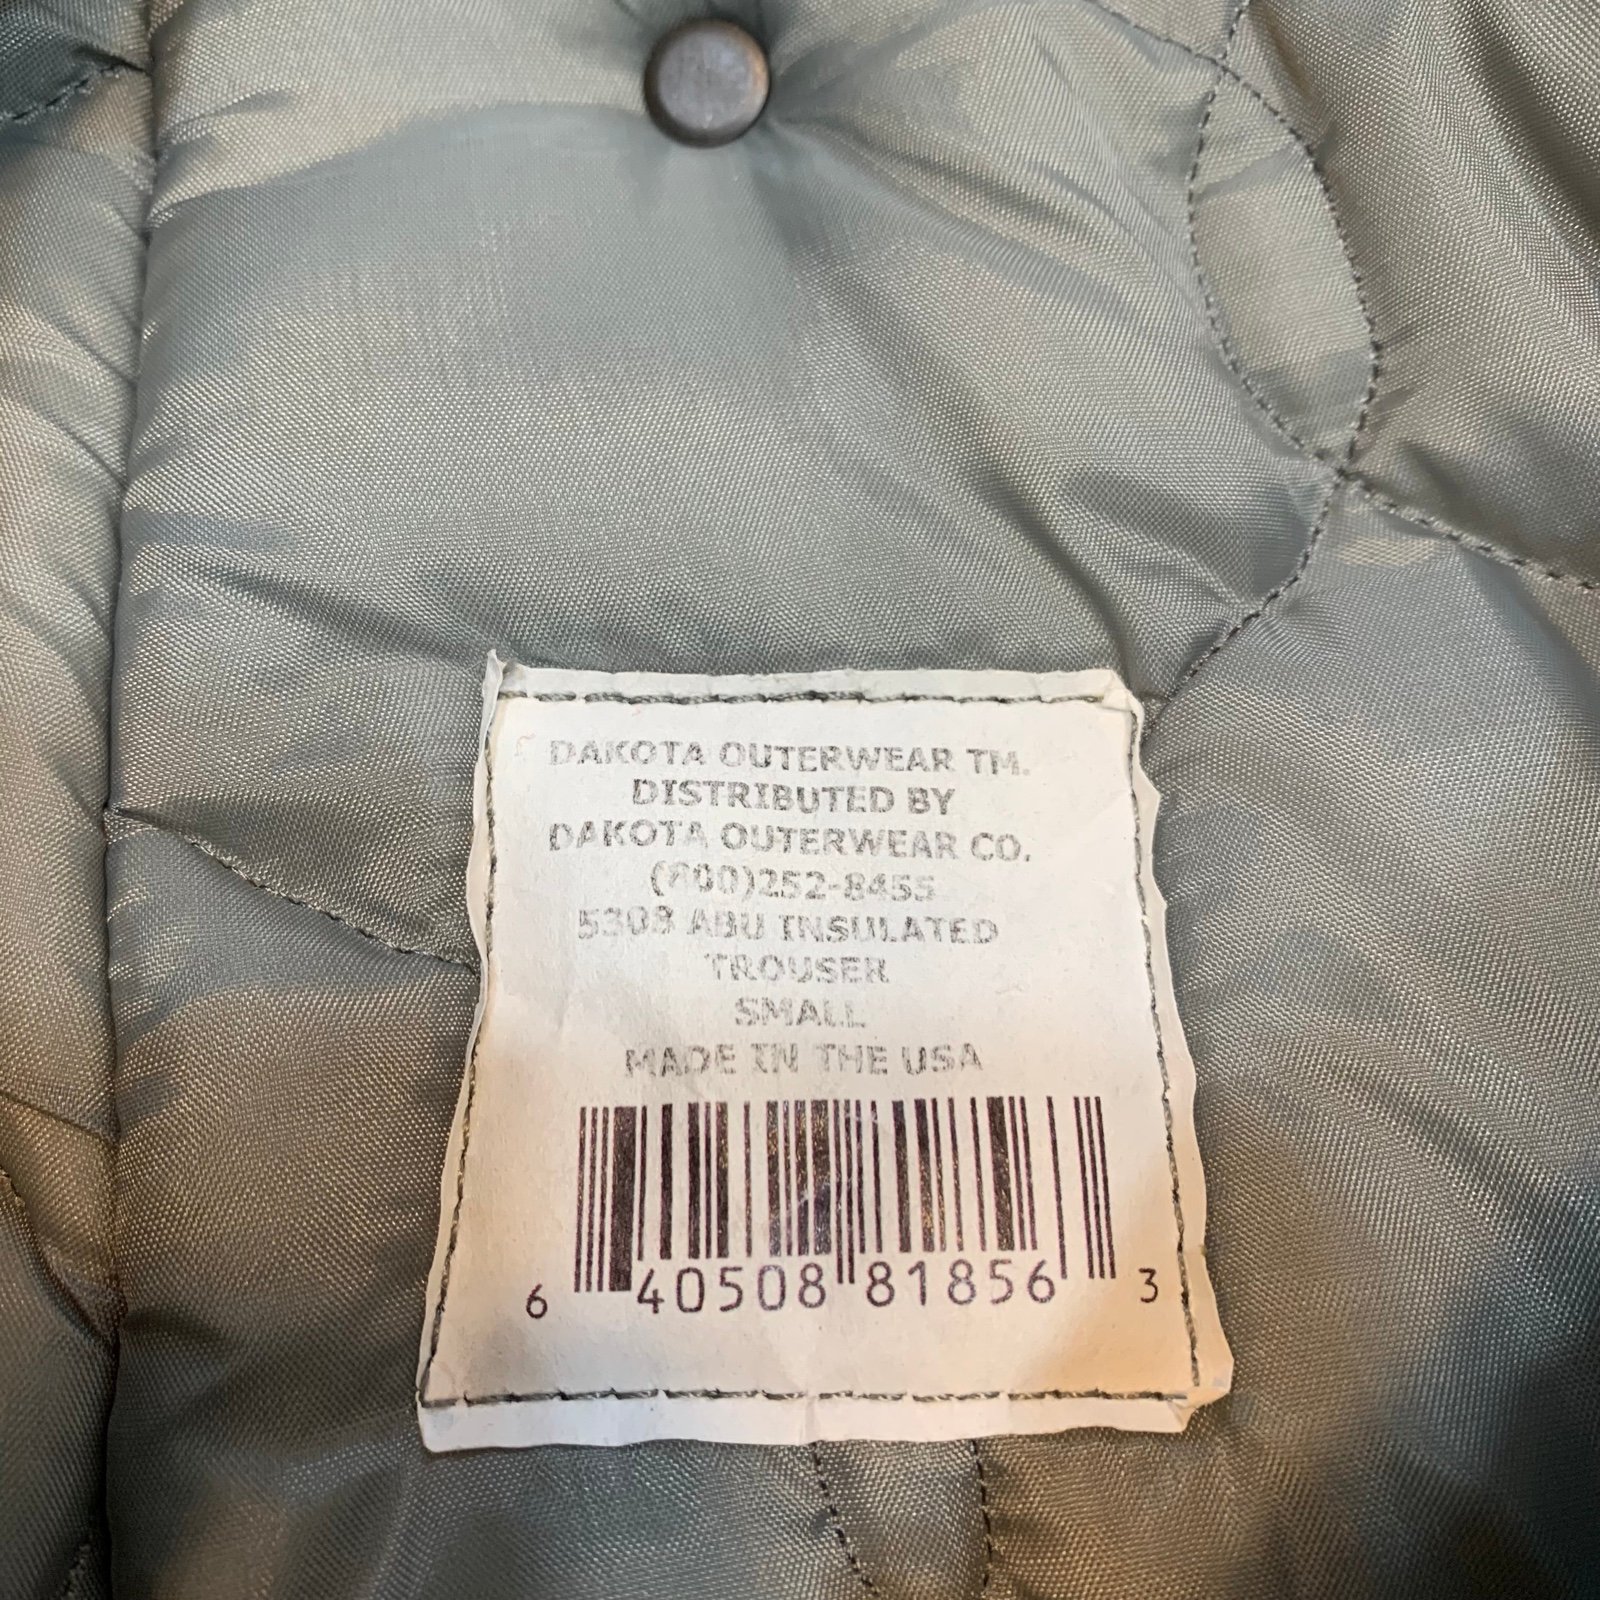 DAKOTA OUTERWEAR TM.
DISTRIBUTED BY
DAKOTA OUTERWEAR CO.
(800)252-8455
5308 ABU INSULATED
TROUSER
SMALL
MADE IN THE USA
6 40508 81856 3